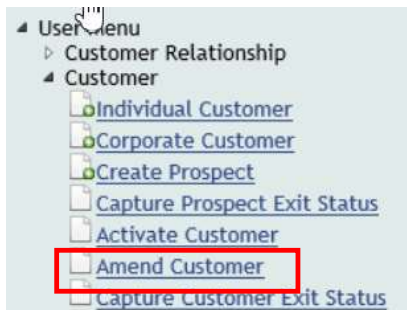 User Menu
Customer Relationship
Customer
Individual Customer
Corporate Customer
Create Prospect
Capture Prospect Exit Status
Activate Customer
Amend Customer
Capture Customer Exit Status